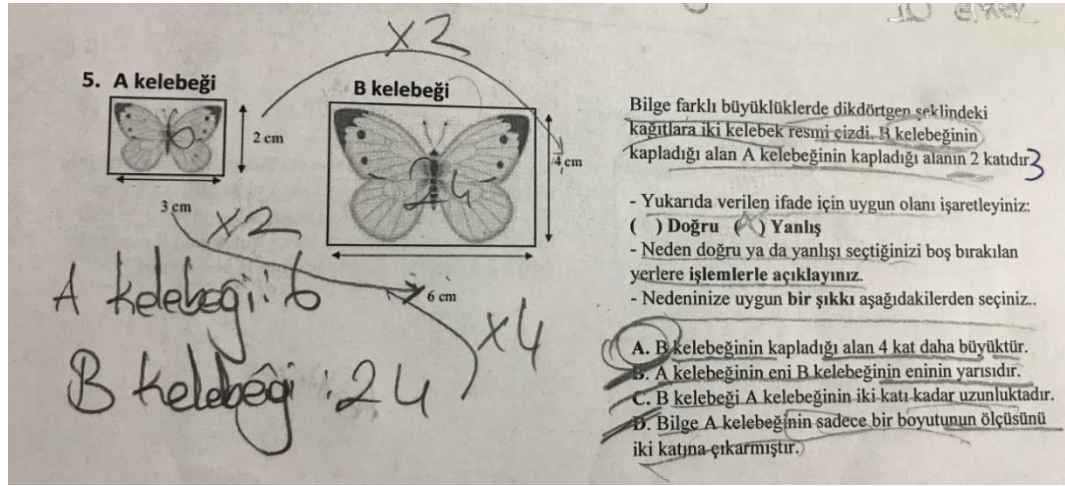 X2
5. A kelebeği
B kelebeği
6
2 cm
24
4 cm
3 cm
X2
6 cm
A kelebeği: 6
X4
B kelebeği: 24
Bilge farklı büyüklüklerde dikdörtgen şeklindeki
kağıtlara iki kelebek resmi çizdi. B kelebeğinin
kapladığı alan A kelebeğinin kapladığı alanın 2 katıdır
3
- Yukarıda verilen ifade için uygun olanı işaretleyiniz:
( ) Doğru (X) Yanlış
- Neden doğru ya da yanlışı seçtiğinizi boş bırakılan
yerlere işlemlerle açıklayınız.
- Nedeninize uygun bir şıkkı aşağıdakilerden seçiniz..
A. B kelebeğinin kapladığı alan 4 kat daha büyüktür.
B. A kelebeğinin eni B kelebeğinin eninin yarısıdır.
C. B kelebeği A kelebeğinin iki katı kadar uzunluktadır.
D. Bilge A kelebeğinin sadece bir boyutunun ölçüsünü
iki katına çıkarmıştır.